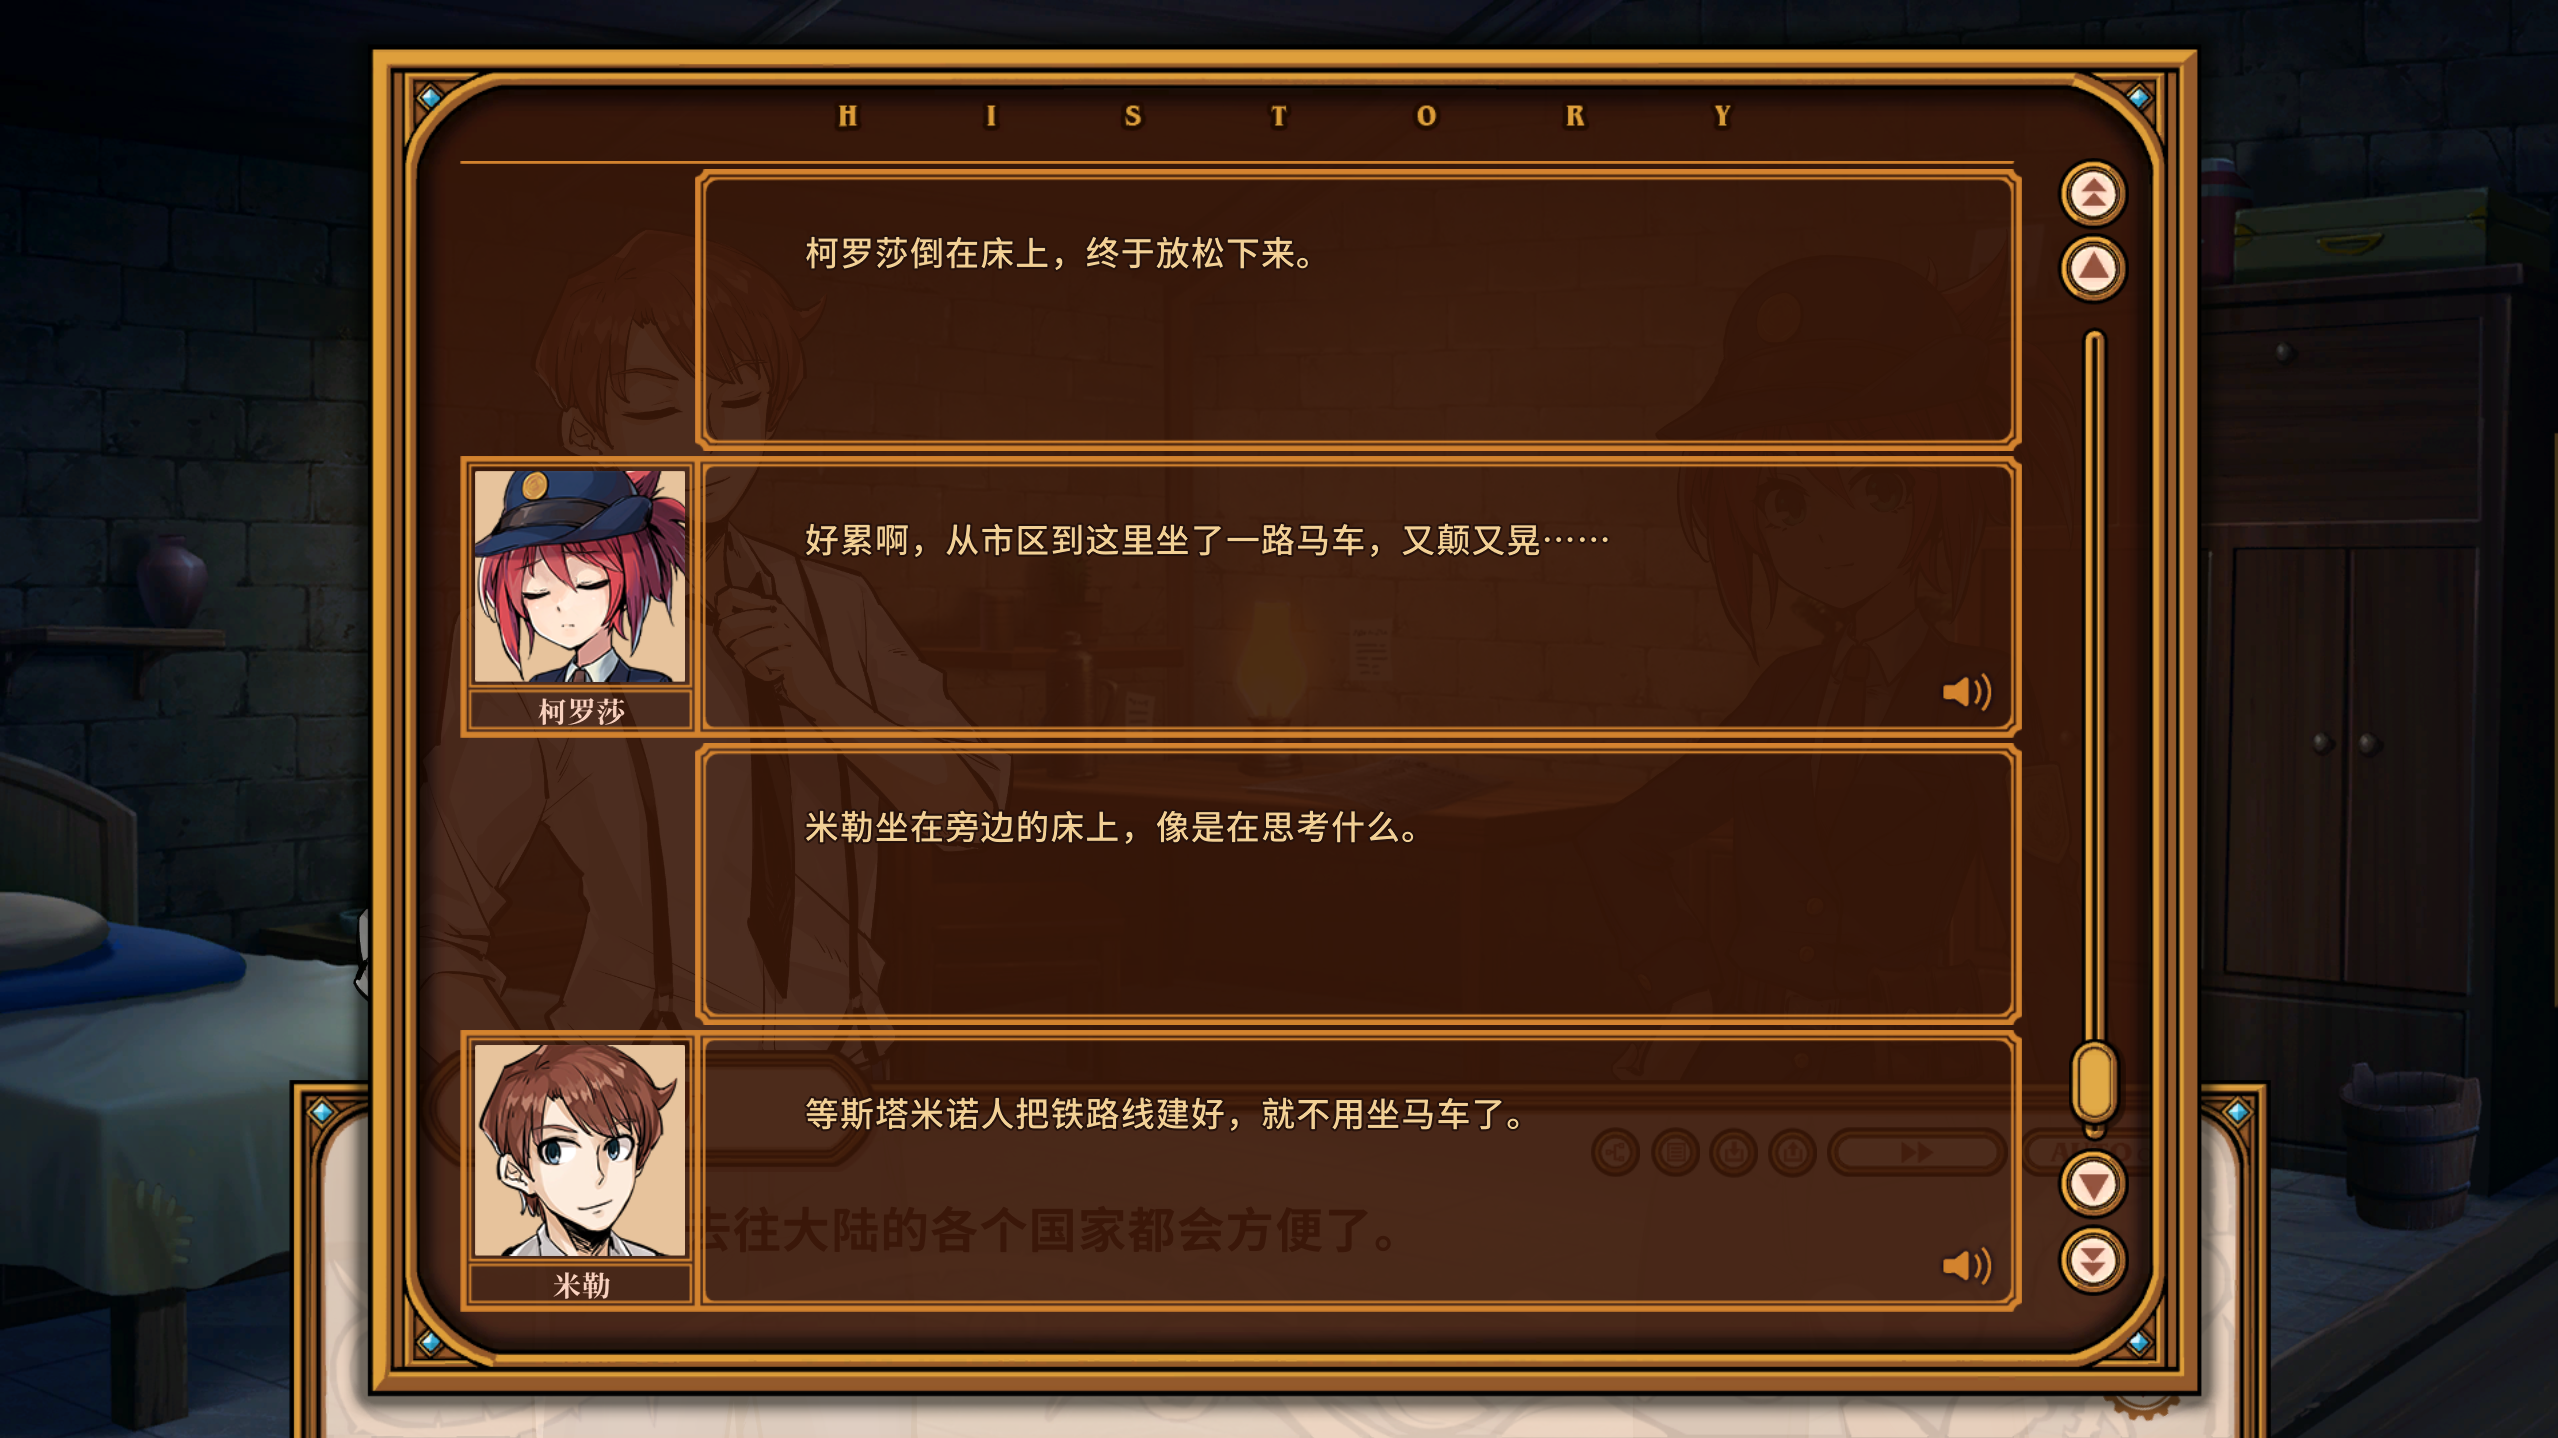 HISTORY
柯罗莎倒在床上，终于放松下来。
好累啊，从市区到这里坐了一路马车，又颠又晃……
柯罗莎
米勒坐在旁边的床上，像是在思考什么。
等斯塔米诺人把铁路线建好，就不用坐马车了。
去往大陆的各个国家都会方便了。
米勒